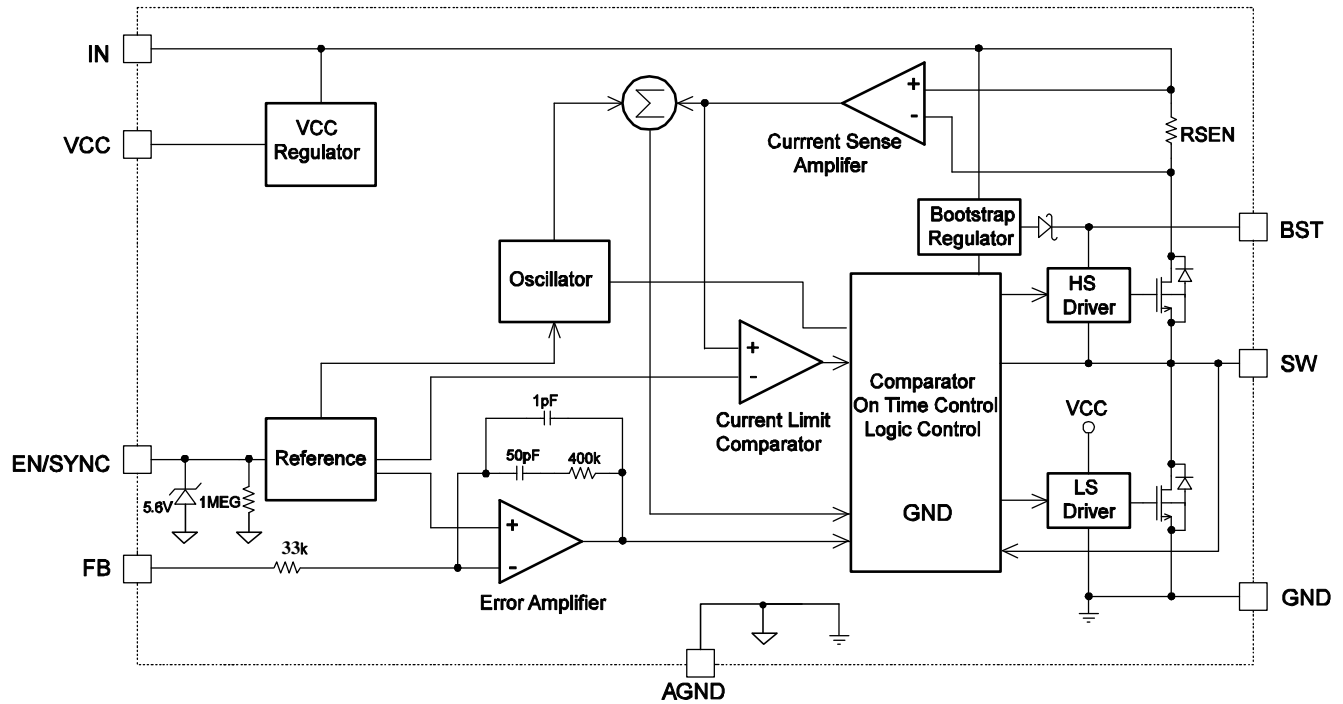 IN
VCC
VCC
Regulator
Σ
+
-
Currrent Sense
Amplifer
RSEN
Bootstrap
Regulator
BST
Oscillator
HS
Driver
+
-
Current Limit
Comparator
Comparator
On Time Control
Logic Control
GND
SW
VCC
LS
Driver
EN/SYNC
Reference
5.6V
1MEG
1pF
50pF
400k
+
-
Error Amplifier
FB
33k
GND
AGND